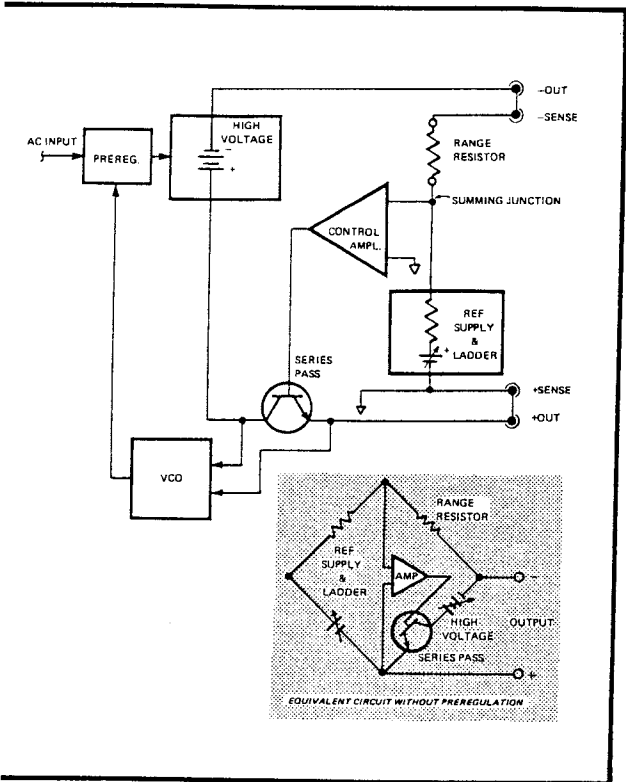 –OUT
–SENSE
HIGH
VOLTAGE
–
+
AC INPUT
PREREG.
RANGE
RESISTOR
SUMMING JUNCTION
CONTROL
AMPL.
REF
SUPPLY
&
LADDER
+
SERIES
PASS
+SENSE
+OUT
VCO
RANGE
RESISTOR
REF
SUPPLY
&
LADDER
AMP
–
HIGH
VOLTAGE
OUTPUT
SERIES PASS
+
EQUIVALENT CIRCUIT WITHOUT PREREGULATION